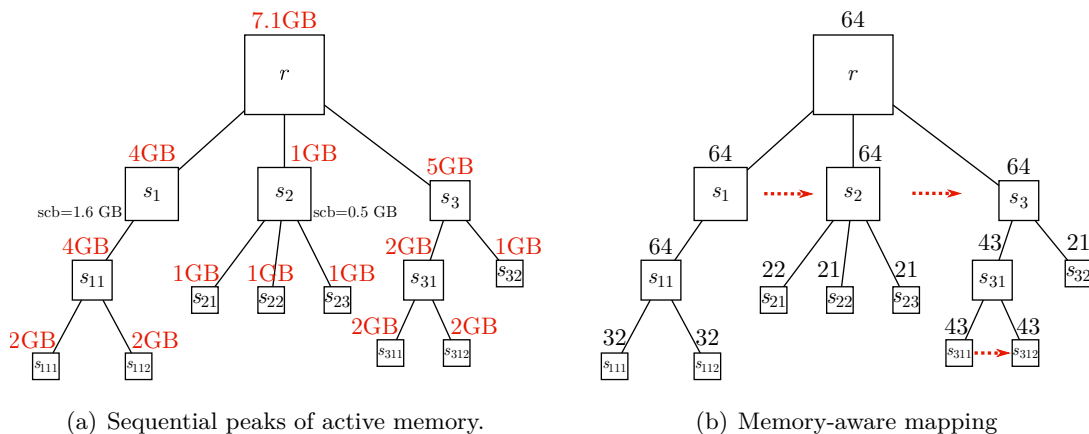 7.1GB
r
4GB 1GB 5GB
s1 s2 s3
scb=1.6 GB scb=0.5 GB
4GB 2GB 1GB
s11 1GB 1GB 1GB s31 s32
s21 s22 s23
2GB 2GB 2GB 2GB
s111 s112 s311 s312
(a) Sequential peaks of active memory.
64
r
64 64 64
s1 s2 s3
64 43 21
s11 22 21 21 s31 s32
s21 s22 s23
32 32 43 43
s111 s112 s311 s312
(b) Memory-aware mapping